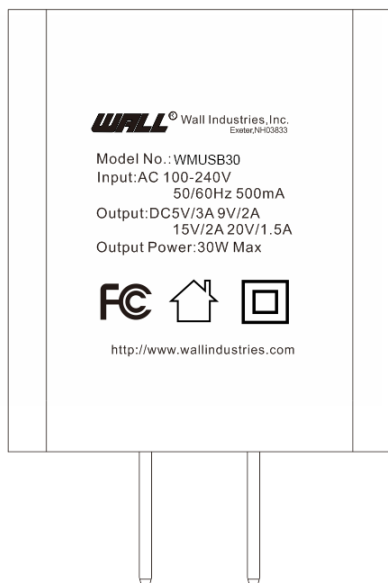 WALL® Wall Industries,Inc.
Exeter,NH03833
Model No.: WMUSB30
Input:AC 100-240V
50/60Hz 500mA
Output:DC5V/3A 9V/2A
15V/2A 20V/1.5A
Output Power:30W Max
FC
http://www.wallindustries.com